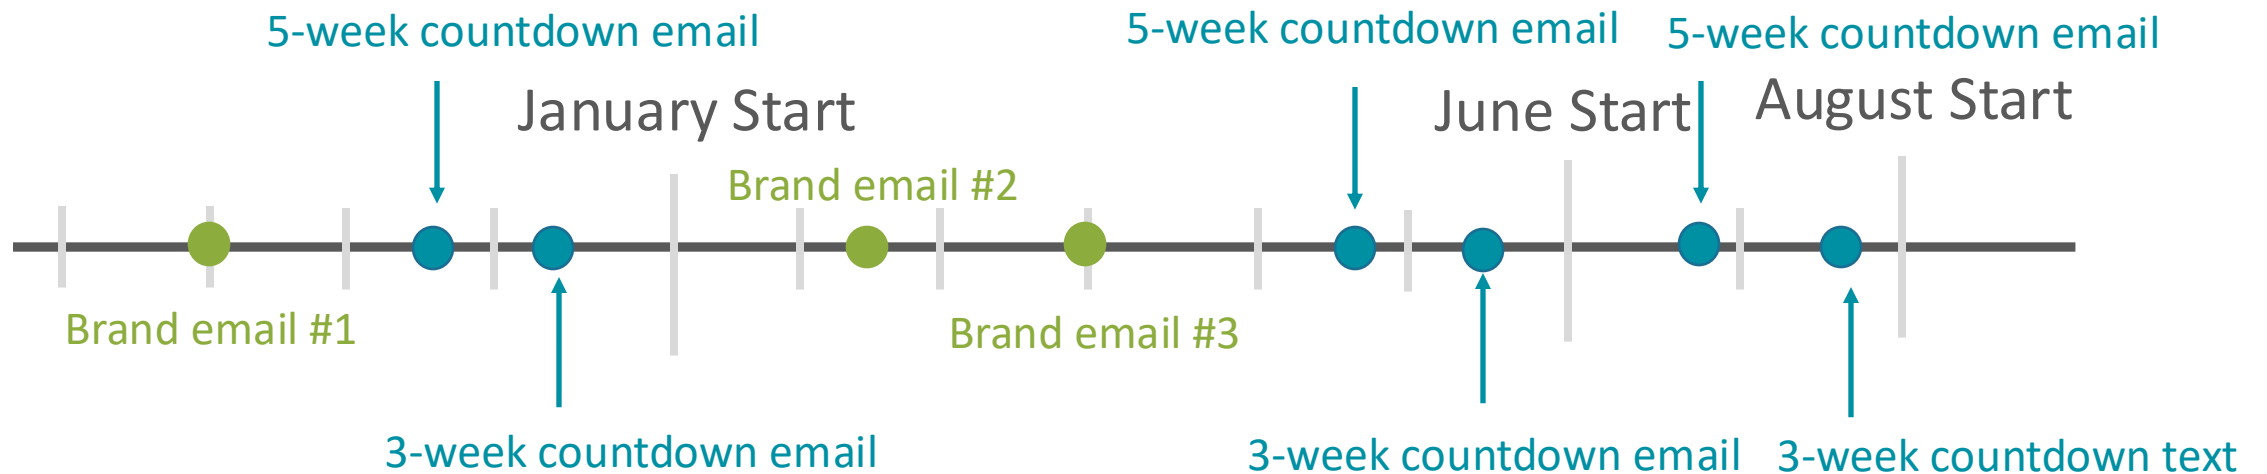 5-week countdown email
5-week countdown email
5-week countdown email
January Start
June Start
August Start
Brand email #2
Brand email #1
Brand email #3
3-week countdown email
3-week countdown email
3-week countdown text